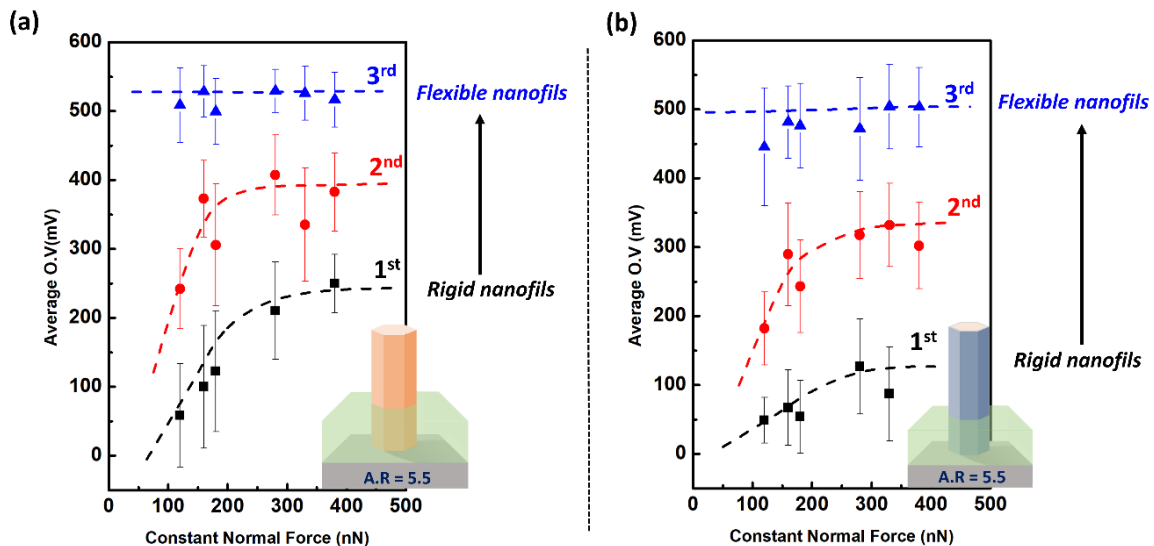 (a)
600
500
400
300
200
100
0
Average O.V(mV)
3rd
2nd
1st
Flexible nanofils
Rigid nanofils
A.R = 5.5
0 100 200 300 400 500
Constant Normal Force (nN)
(b)
600
500
400
300
200
100
0
Average O.V (mV)
3rd
2nd
1st
Flexible nanofils
Rigid nanofils
A.R = 5.5
0 100 200 300 400 500
Constant Normal Force (nN)